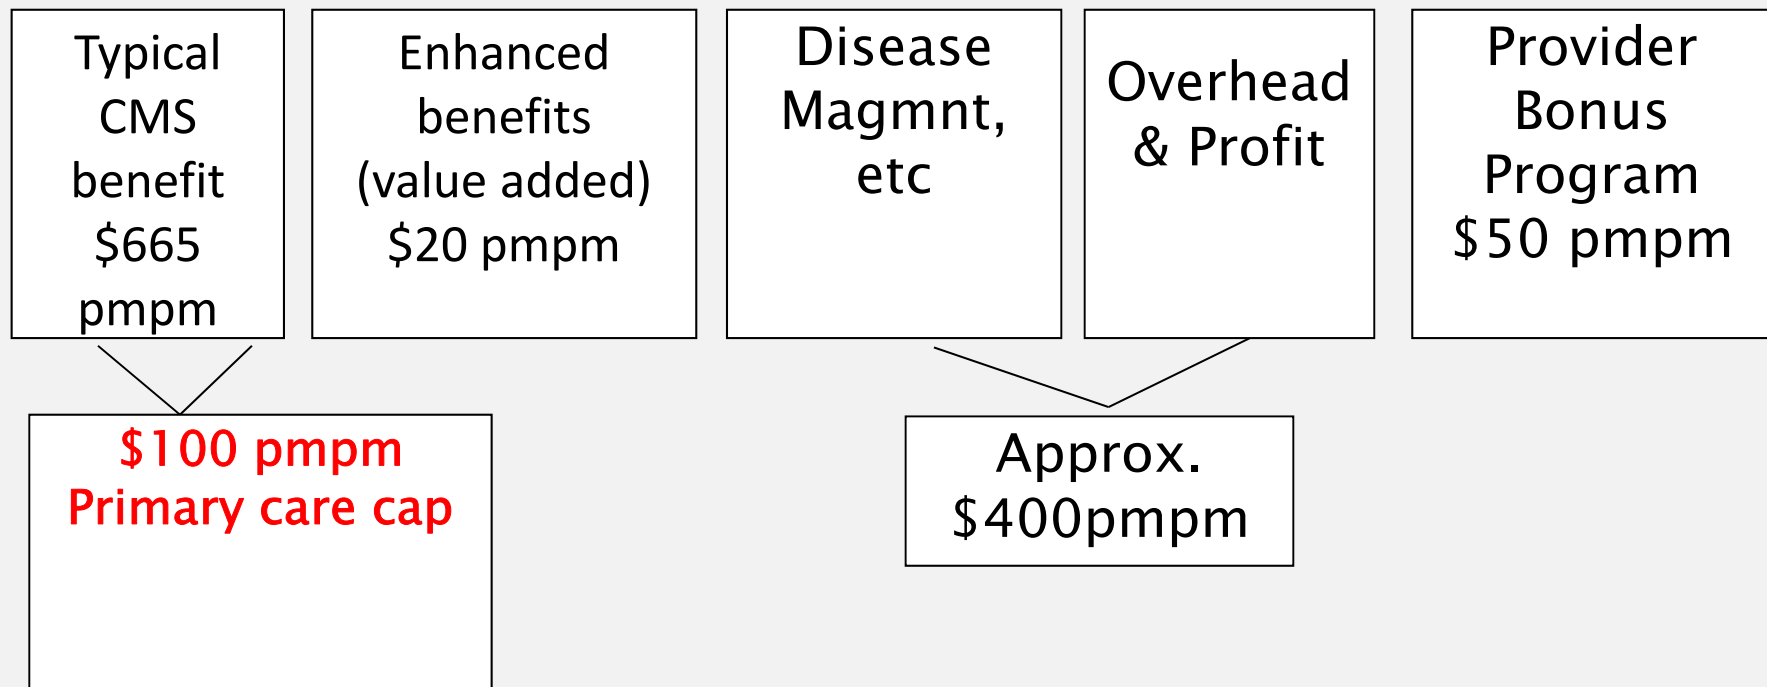 Typical
CMS
benefit
$665
pmpm
Enhanced
benefits
(value added)
$20 pmpm
Disease
Magmnt,
etc
Overhead
& Profit
Provider
Bonus
Program
$50 pmpm
$100 pmpm
Primary care cap
Approx.
$400pmpm